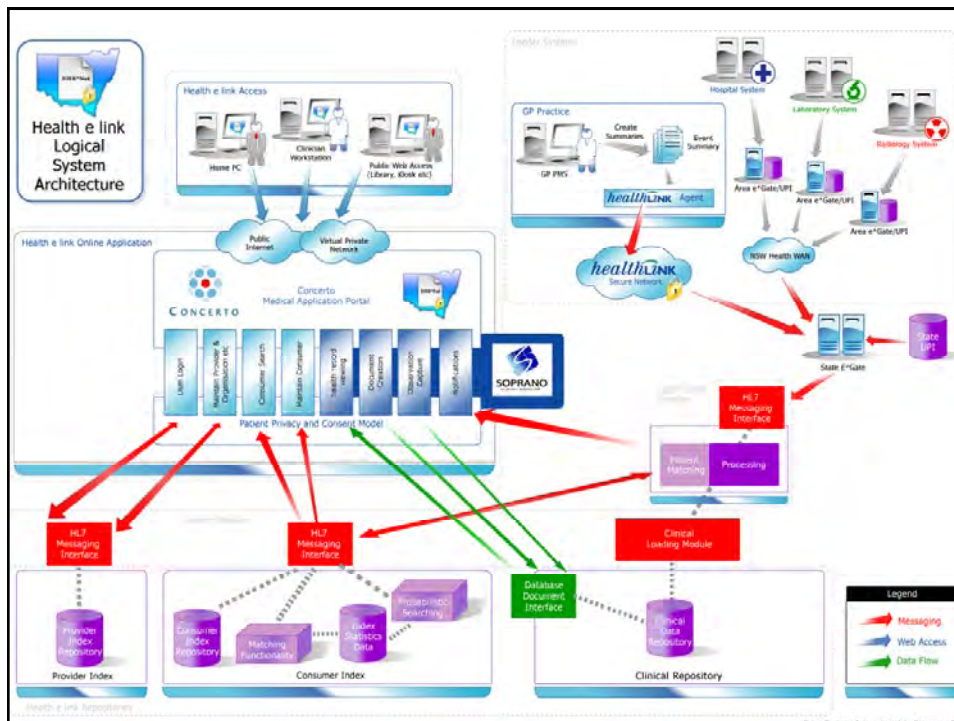 Health e link
Logical
System
Architecture
Health e link Access
Home PC
Clinician
Workstation
Public Web Access
(Library, Kiosk etc)
Feeder Systems
Hospital System
Laboratory System
Radiology System
GP Practice
Create
Summaries
Event
Summary
GP PMS
healthLINK Agent
Area e*Gate/UPI
Area e*Gate/UPI
Area e*Gate/UPI
NSW Health WAN
healthLINK
Secure Network
State E*Gate
State
UPI
Health e link Online Application
Public
Internet
Virtual Private
Network
CONCERTO
Concerto
Medical Application Portal
User Login
Maintain Provider &
Organisation etc
Consumer Search
Maintain Consumer
Health record
viewing
Document
Creation
Observation
Capture
Notifications
SOPRANO
Patient Privacy and Consent Model
HL7
Messaging
Interface
Patient
Matching
Processing
HL7
Messaging
Interface
HL7
Messaging
Interface
Clinical
Loading Module
Database
Document
Interface
Provider
Index
Repository
Provider Index
Consumer
Index
Repository
Matching
Functionality
Index
Statistics
Data
Probabilistic
Searching
Consumer Index
Clinical
Data
Repository
Clinical Repository
Legend
Messaging
Web Access
Data Flow
Health e link Repositories